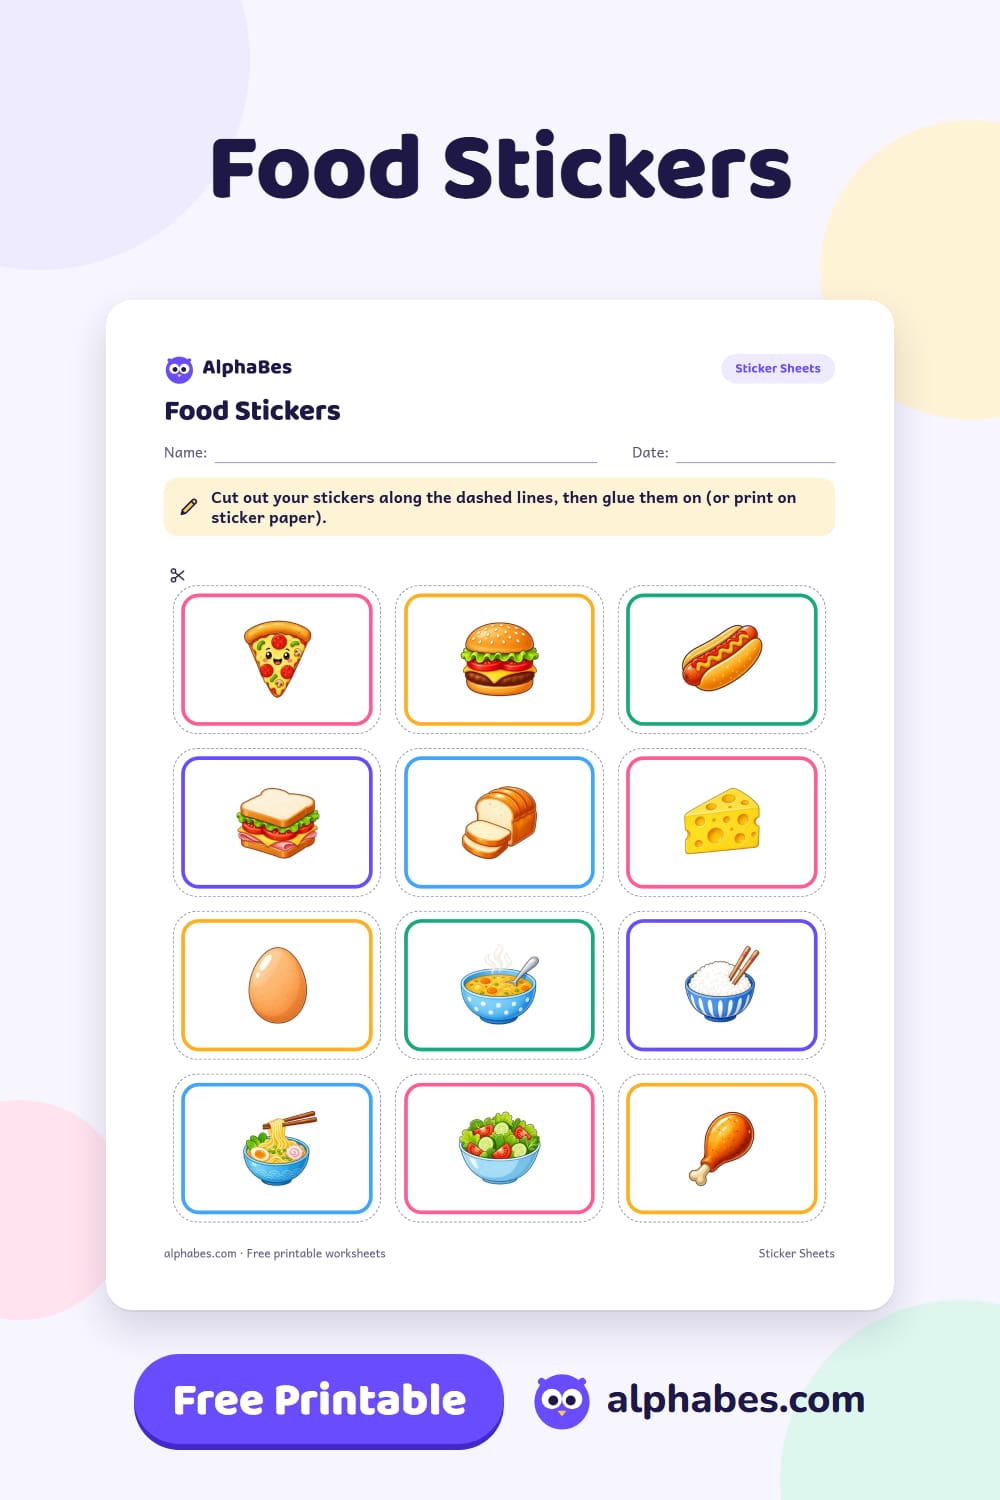 Food Stickers
AlphaBes
Sticker Sheets
Food Stickers
Name:
Date:
Cut out your stickers along the dashed lines, then glue them on (or print on
sticker paper).
alphabes.com · Free printable worksheets
Sticker Sheets
Free Printable
alphabes.com